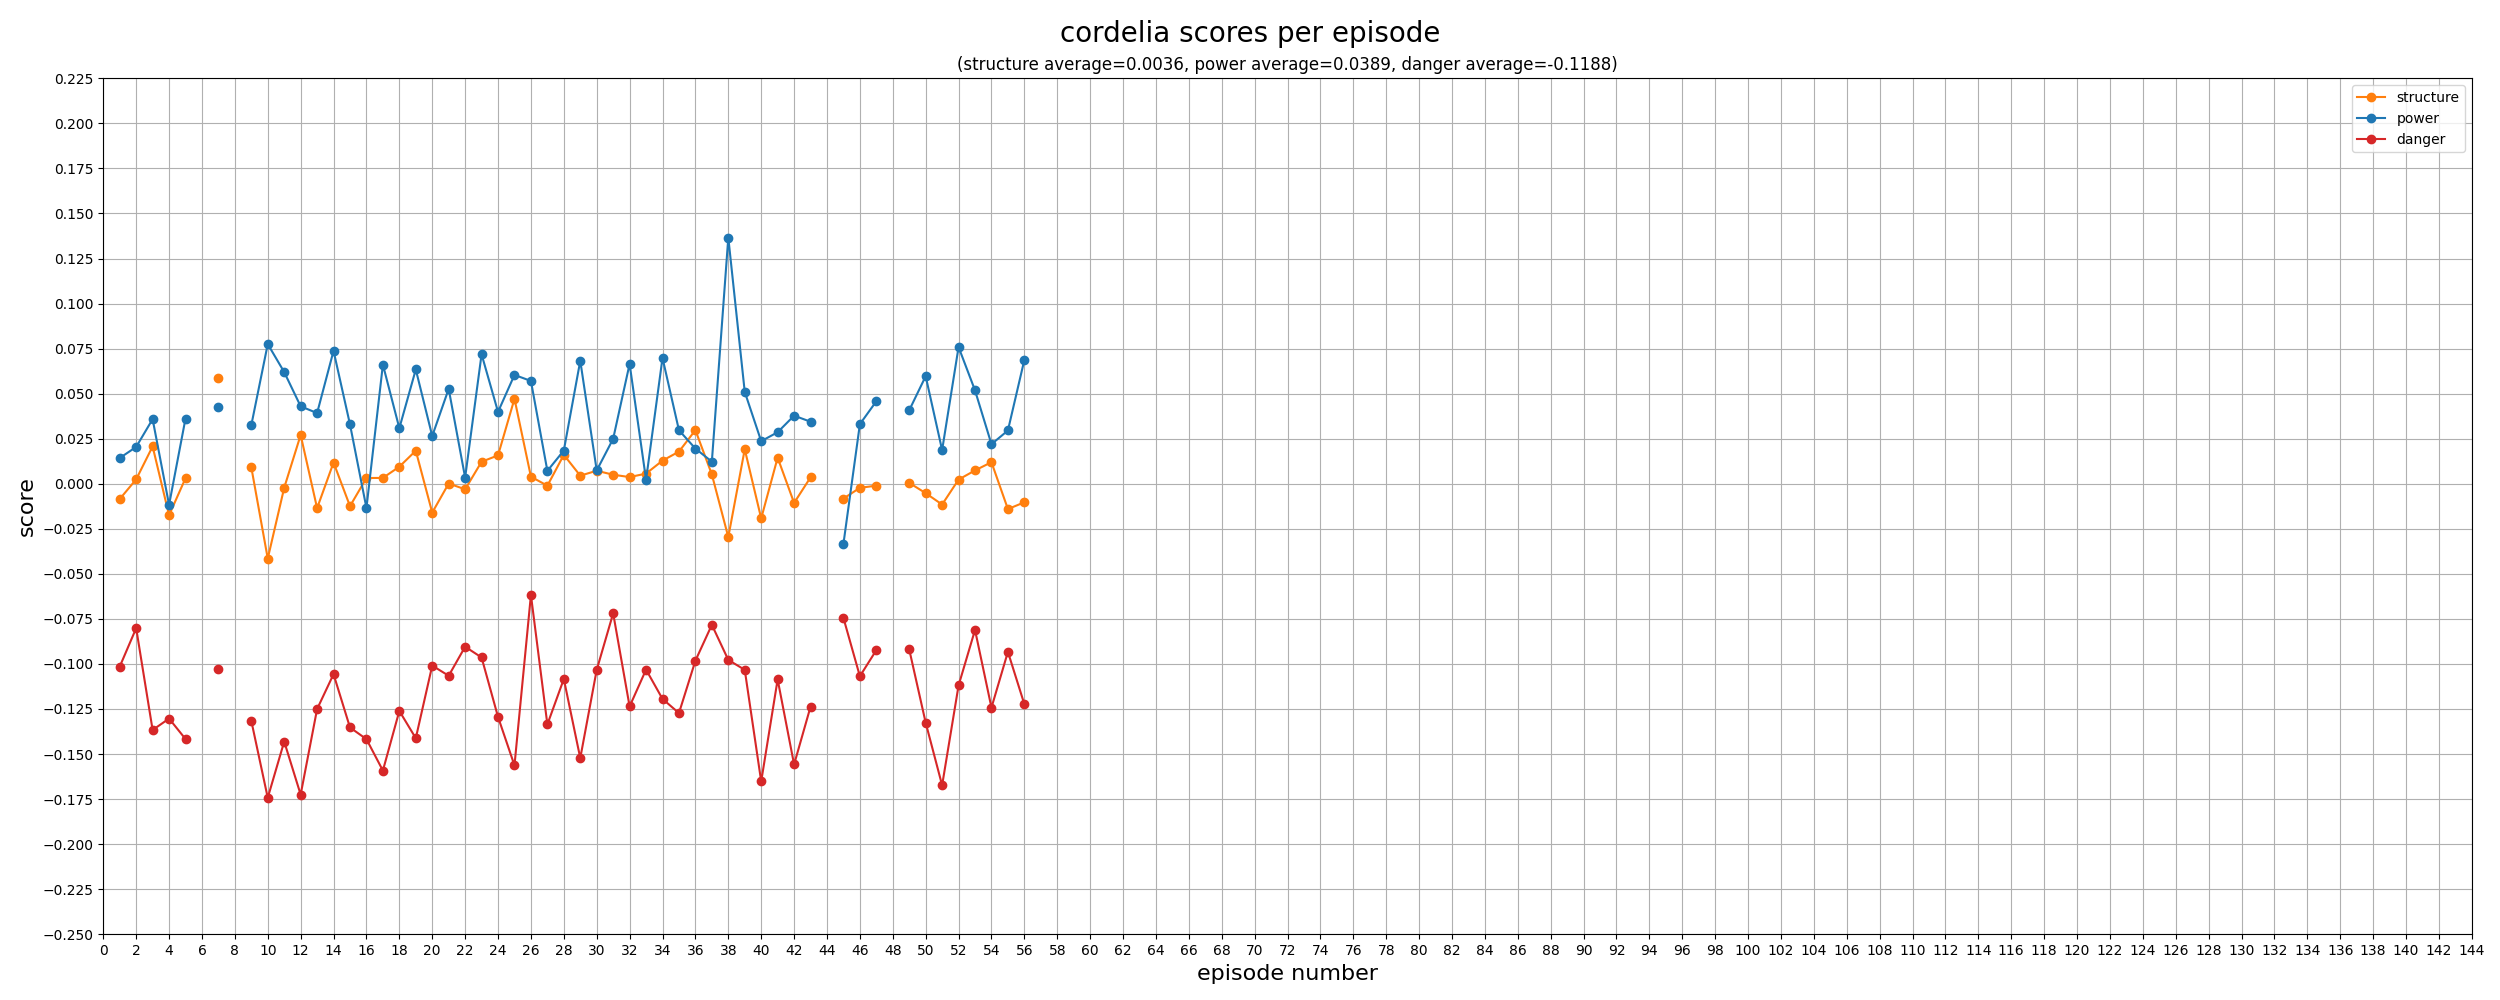 cordelia scores per episode
(structure average=0.0036, power average=0.0389, danger average=-0.1188)
structure
power
danger
0.225
0.200
0.175
0.150
0.125
0.100
0.075
0.050
0.025
0.000
−0.025
−0.050
−0.075
−0.100
−0.125
−0.150
−0.175
−0.200
−0.225
−0.250
score
0 2 4 6 8 10 12 14 16 18 20 22 24 26 28 30 32 34 36 38 40 42 44 46 48 50 52 54 56 58 60 62 64 66 68 70 72 74 76 78 80 82 84 86 88 90 92 94 96 98 100 102 104 106 108 110 112 114 116 118 120 122 124 126 128 130 132 134 136 138 140 142 144
episode number